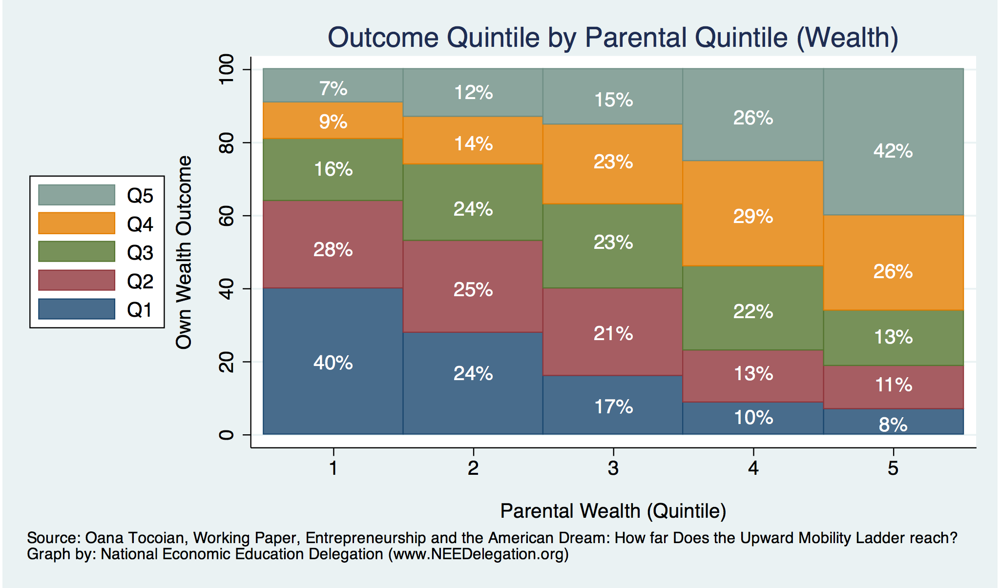 Outcome Quintile by Parental Quintile (Wealth)
100
80
60
40
20
0
Own Wealth Outcome
Q5
Q4
Q3
Q2
Q1
7% 12% 15% 26% 42%
9% 14% 23% 29% 26%
16% 24% 23% 22% 13%
28% 25% 21% 13% 11%
40% 24% 17% 10% 8%
1 2 3 4 5
Parental Wealth (Quintile)
Source: Oana Tocoian, Working Paper, Entrepreneurship and the American Dream: How far Does the Upward Mobility Ladder reach?
Graph by: National Economic Education Delegation (www.NEEDelegation.org)